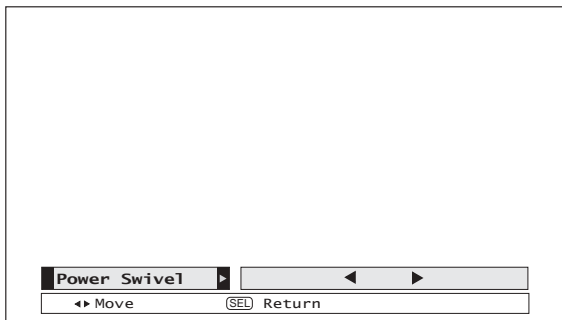 Power Swivel ▶ ◀ ▶
◀▶ Move SEL Return